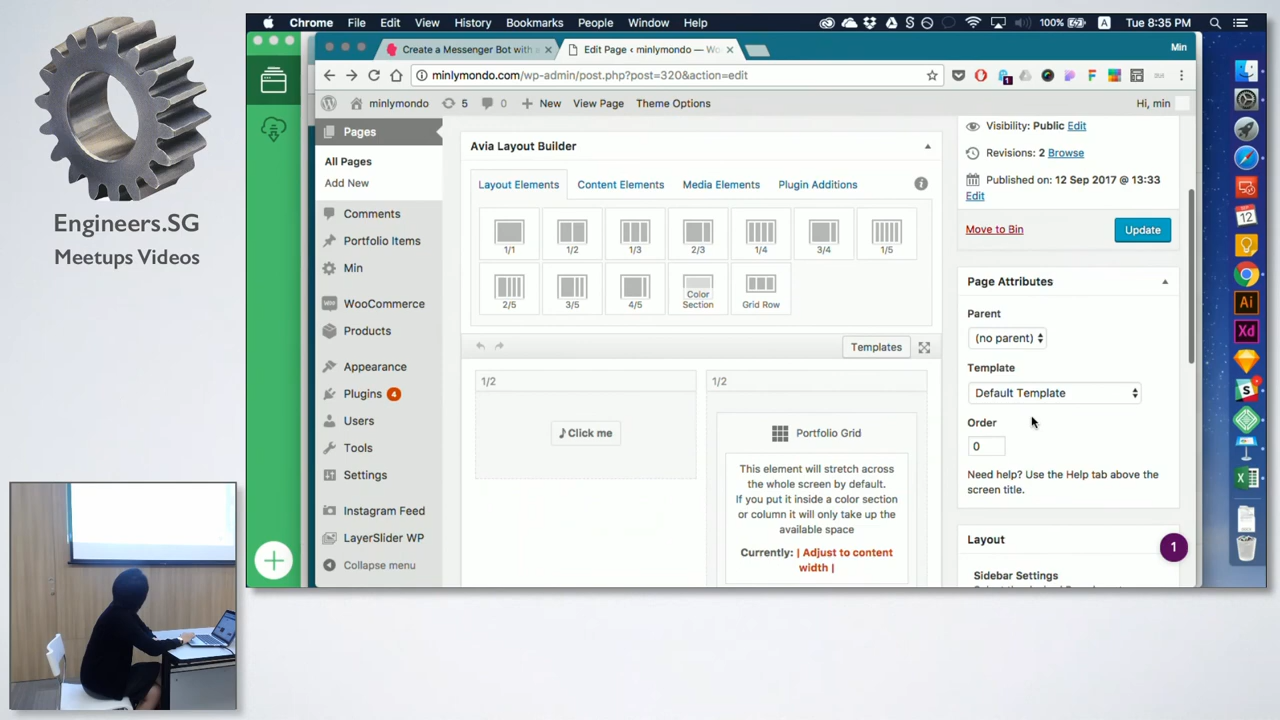 Engineers.SG
Meetups Videos
Chrome File Edit View History Bookmarks People Window Help
100% A Tue 8:35 PM
Create a Messenger Bot with
Edit Page ‹ minlymondo — Wo
Min
minlymondo.com/wp-admin/post.php?post=320&action=edit
minlymondo 5 0 New View Page Theme Options
Hi, min
Pages
All Pages
Add New
Comments
Portfolio Items
Min
WooCommerce
Products
Appearance
Plugins 4
Users
Tools
Settings
Instagram Feed
LayerSlider WP
Collapse menu
Avia Layout Builder
Layout Elements Content Elements Media Elements Plugin Additions
1/1 1/2 1/3 2/3 1/4 3/4 1/5
2/5 3/5 4/5 Color Section Grid Row
Templates
1/2
♪ Click me
1/2
Portfolio Grid
This element will stretch across
the whole screen by default.
If you put it inside a color section
or column it will only take up the
available space
Currently: | Adjust to content
width |
Visibility: Public Edit
Revisions: 2 Browse
Published on: 12 Sep 2017 @ 13:33
Edit
Move to Bin
Update
Page Attributes
Parent
(no parent)
Template
Default Template
Order
0
Need help? Use the Help tab above the
screen title.
Layout
1
Sidebar Settings
12
Ai
Xd